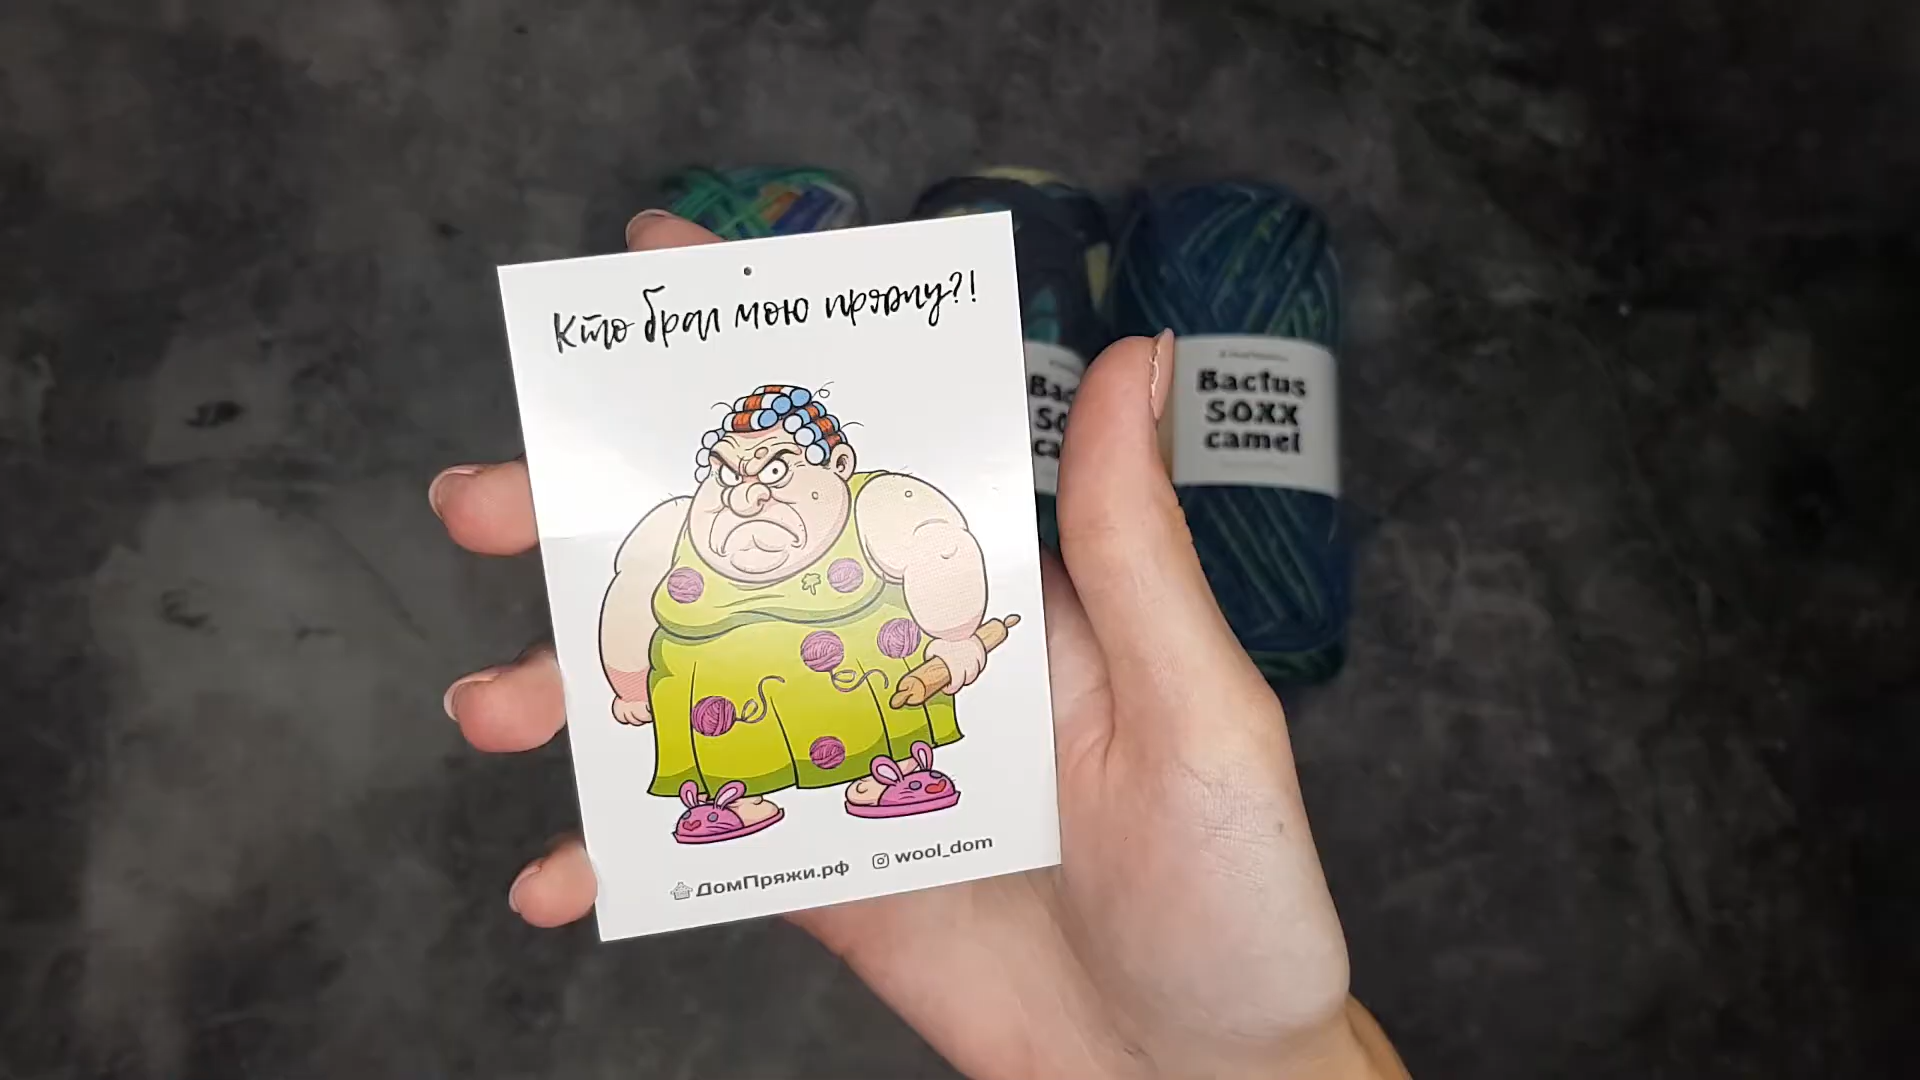 Кто брал мою пряжу?!
ДомПряжи.рф wool_dom
Bactus
SOXX
camel